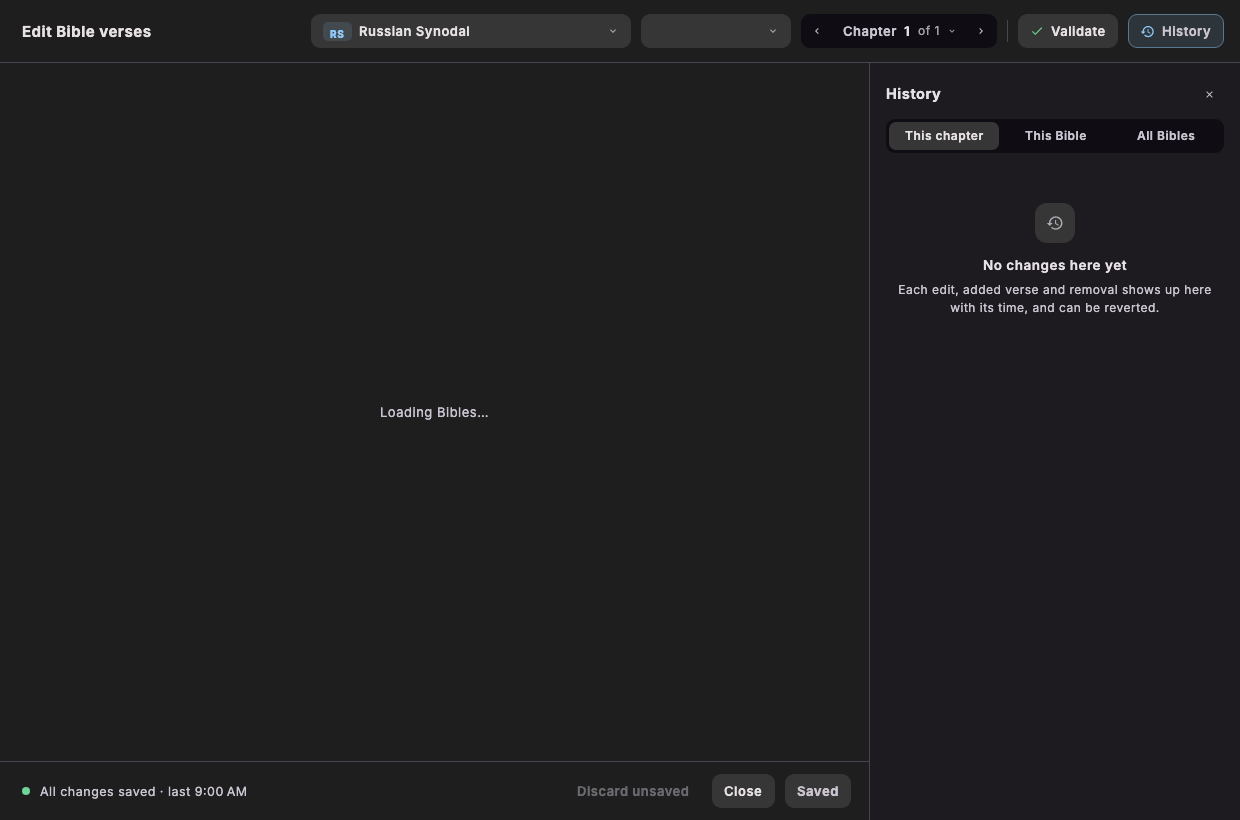 Edit Bible verses
RS Russian Synodal
Chapter 1 of 1
Validate
History
History
This chapter This Bible All Bibles
No changes here yet
Each edit, added verse and removal shows up here
with its time, and can be reverted.
Loading Bibles...
All changes saved · last 9:00 AM
Discard unsaved
Close
Saved